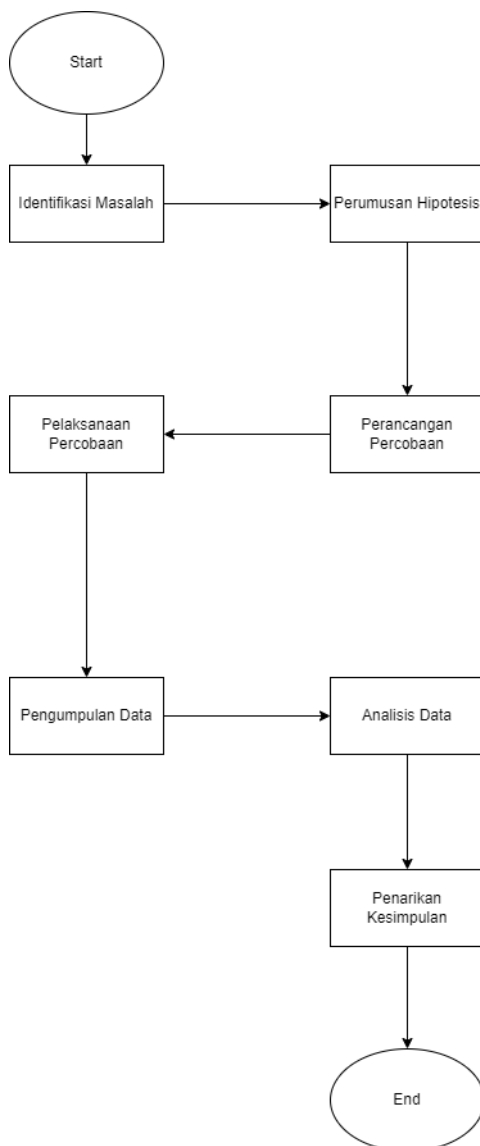 Start
Identifikasi Masalah
Perumusan Hipotesis
Perancangan
Percobaan
Pelaksanaan
Percobaan
Pengumpulan Data
Analisis Data
Penarikan
Kesimpulan
End